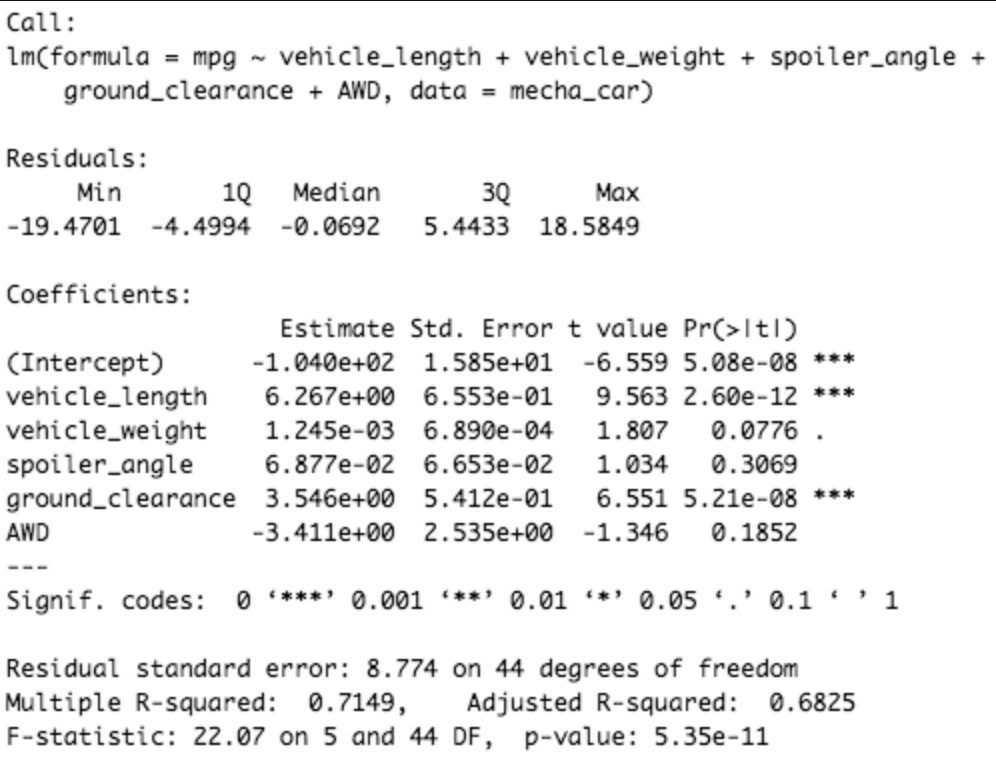 Call:
lm(formula = mpg ~ vehicle_length + vehicle_weight + spoiler_angle +
    ground_clearance + AWD, data = mecha_car)

Residuals:
     Min       1Q   Median       3Q      Max
-19.4701  -4.4994  -0.0692   5.4433  18.5849

Coefficients:
                   Estimate Std. Error t value Pr(>|t|)
(Intercept)      -1.040e+02  1.585e+01  -6.559 5.08e-08 ***
vehicle_length    6.267e+00  6.553e-01   9.563 2.60e-12 ***
vehicle_weight    1.245e-03  6.890e-04   1.807   0.0776 .
spoiler_angle     6.877e-02  6.653e-02   1.034   0.3069
ground_clearance  3.546e+00  5.412e-01   6.551 5.21e-08 ***
AWD              -3.411e+00  2.535e+00  -1.346   0.1852
---
Signif. codes:  0 ‘***’ 0.001 ‘**’ 0.01 ‘*’ 0.05 ‘.’ 0.1 ‘ ’ 1

Residual standard error: 8.774 on 44 degrees of freedom
Multiple R-squared:  0.7149,    Adjusted R-squared:  0.6825
F-statistic: 22.07 on 5 and 44 DF,  p-value: 5.35e-11